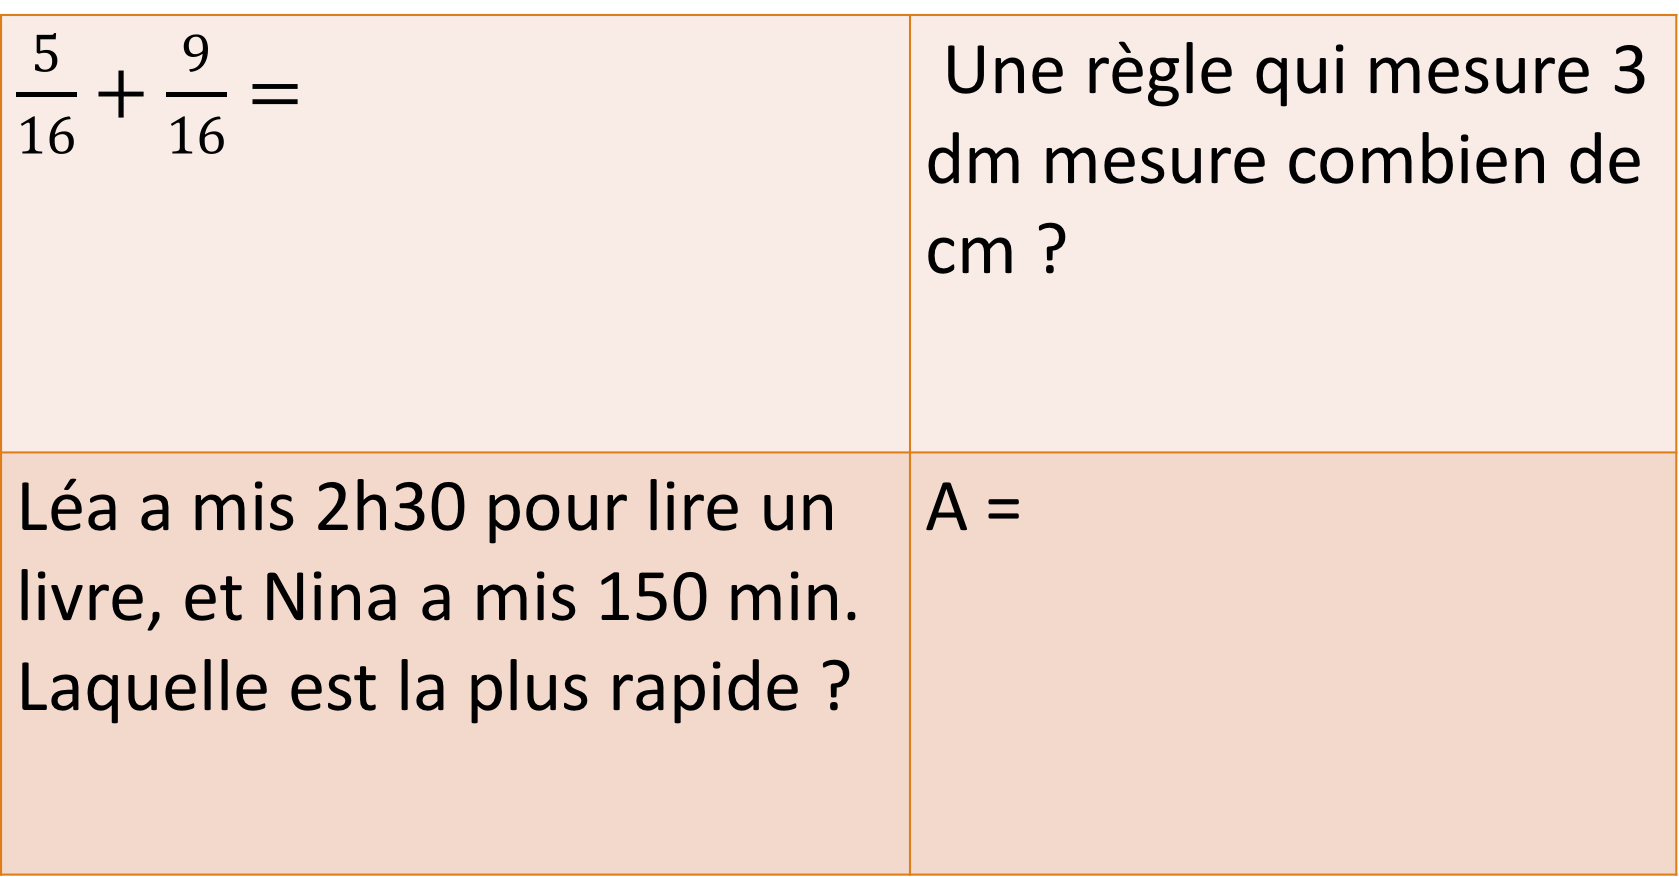 5/16 + 9/16 =
Une règle qui mesure 3
dm mesure combien de
cm ?
Léa a mis 2h30 pour lire un
livre, et Nina a mis 150 min.
Laquelle est la plus rapide ?
A =